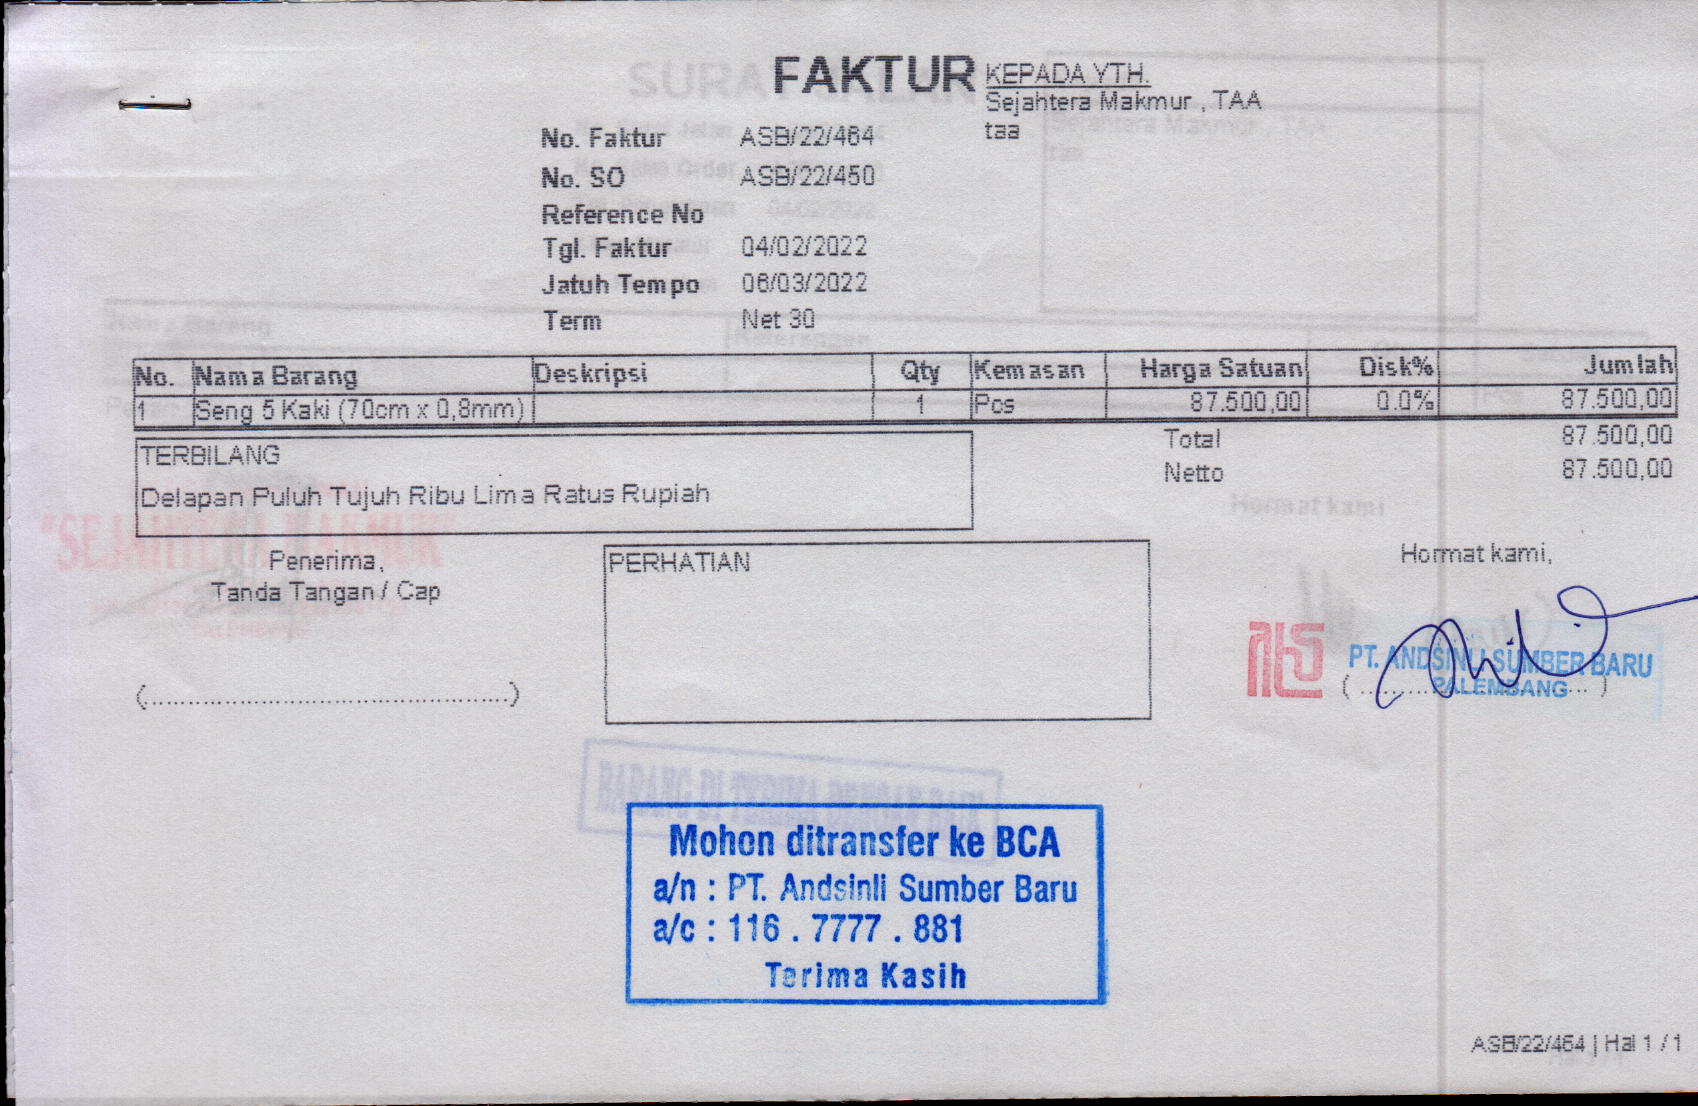 FAKTUR
KEPADA YTH.
Sejahtera Makmur , TAA
taa
No. Faktur ASB/22/464
No. SO ASB/22/450
Reference No
Tgl. Faktur 04/02/2022
Jatuh Tempo 06/03/2022
Term Net 30
No. Nama Barang Deskripsi Qty Kemasan Harga Satuan Disk% Jumlah
1 Seng 5 Kaki (70cm x 0,8mm) 1 Pcs 87.500,00 0.0% 87.500,00
Total 87.500,00
Netto 87.500,00
TERBILANG
Delapan Puluh Tujuh Ribu Lima Ratus Rupiah
Penerima,
Tanda Tangan / Cap
(................................................)
PERHATIAN
Hormat kami,
PT. ANDSINLI SUMBER BARU
PALEMBANG
Mohon ditransfer ke BCA
a/n : PT. Andsinli Sumber Baru
a/c : 116 . 7777 . 881
Terima Kasih
ASB/22/464 | Hal 1 / 1